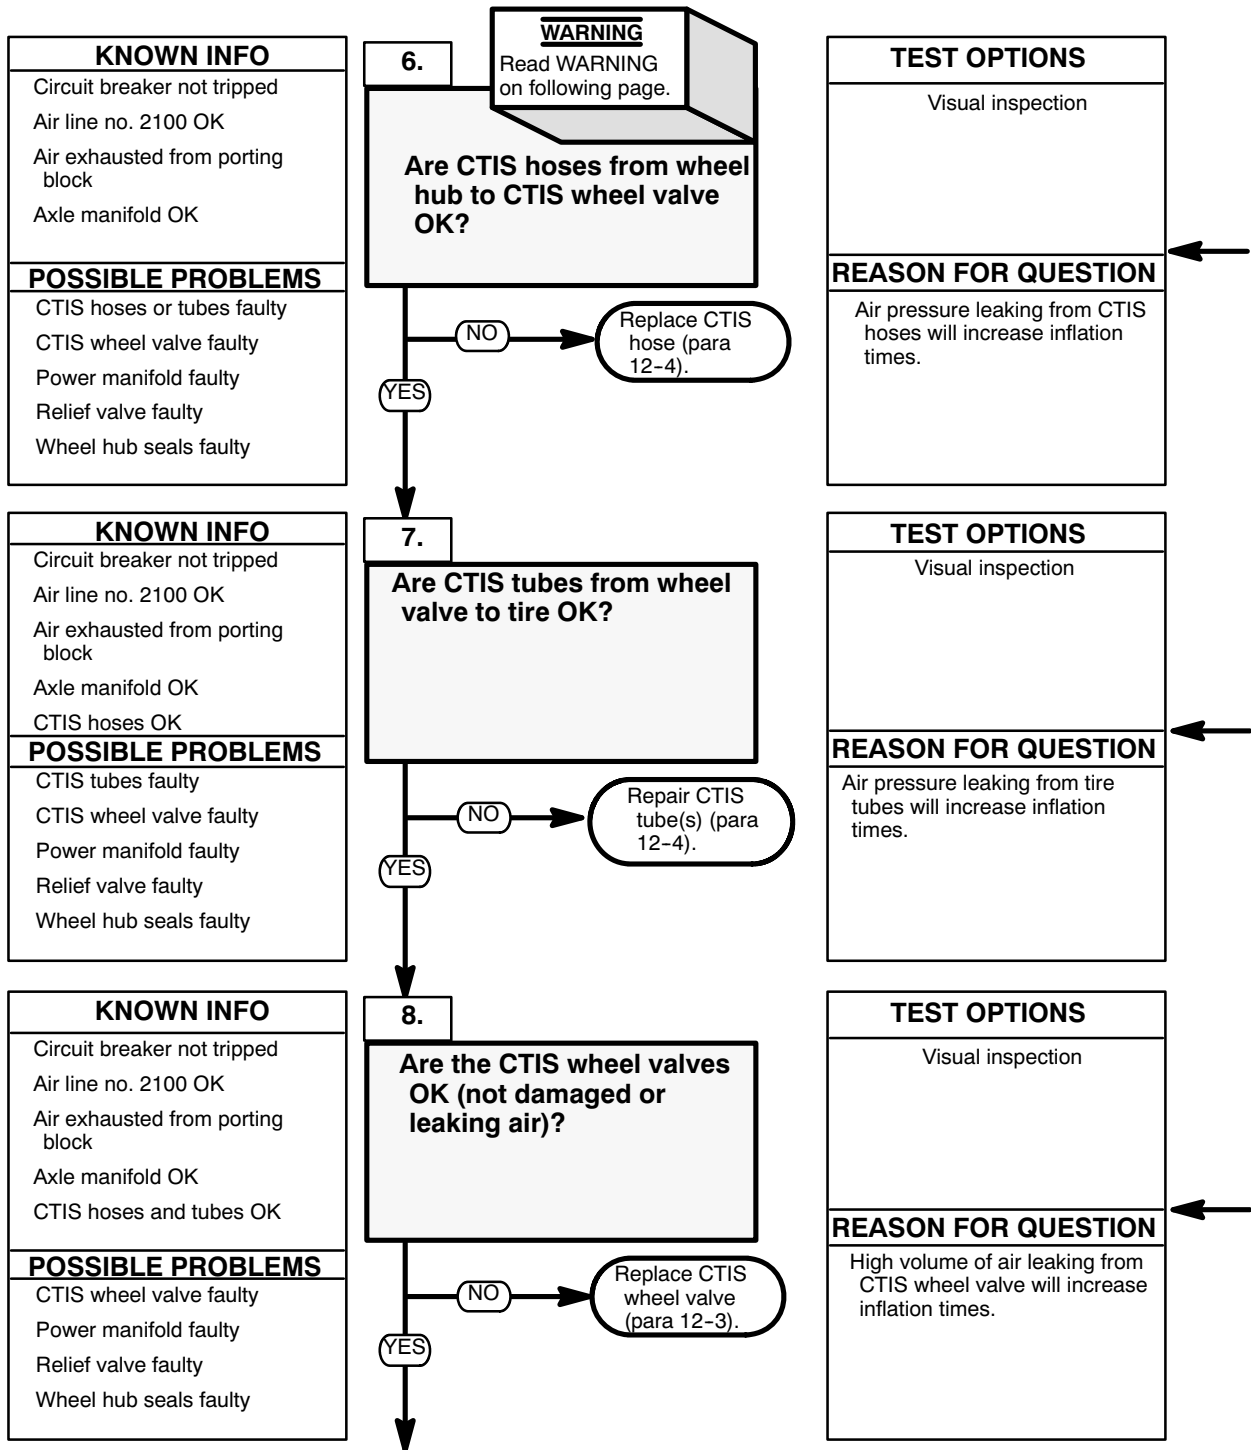 KNOWN INFO
Circuit breaker not tripped
Air line no. 2100 OK
Air exhausted from porting
block
Axle manifold OK
POSSIBLE PROBLEMS
CTIS hoses or tubes faulty
CTIS wheel valve faulty
Power manifold faulty
Relief valve faulty
Wheel hub seals faulty
6.
WARNING
Read WARNING
on following page.
Are CTIS hoses from wheel
hub to CTIS wheel valve
OK?
NO
Replace CTIS
hose (para
12-4).
YES
TEST OPTIONS
Visual inspection
REASON FOR QUESTION
Air pressure leaking from CTIS
hoses will increase inflation
times.
KNOWN INFO
Circuit breaker not tripped
Air line no. 2100 OK
Air exhausted from porting
block
Axle manifold OK
CTIS hoses OK
POSSIBLE PROBLEMS
CTIS tubes faulty
CTIS wheel valve faulty
Power manifold faulty
Relief valve faulty
Wheel hub seals faulty
7.
Are CTIS tubes from wheel
valve to tire OK?
NO
Repair CTIS
tube(s) (para
12-4).
YES
TEST OPTIONS
Visual inspection
REASON FOR QUESTION
Air pressure leaking from tire
tubes will increase inflation
times.
KNOWN INFO
Circuit breaker not tripped
Air line no. 2100 OK
Air exhausted from porting
block
Axle manifold OK
CTIS hoses and tubes OK
POSSIBLE PROBLEMS
CTIS wheel valve faulty
Power manifold faulty
Relief valve faulty
Wheel hub seals faulty
8.
Are the CTIS wheel valves
OK (not damaged or
leaking air)?
NO
Replace CTIS
wheel valve
(para 12-3).
YES
TEST OPTIONS
Visual inspection
REASON FOR QUESTION
High volume of air leaking from
CTIS wheel valve will increase
inflation times.